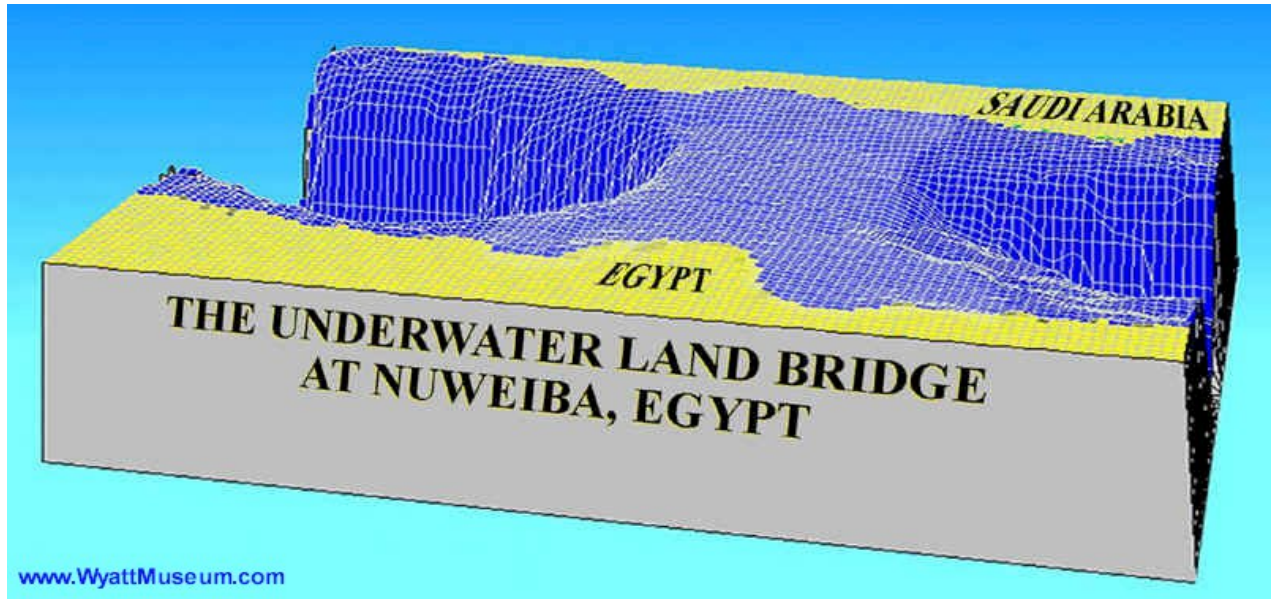 SAUDI ARABIA
EGYPT
THE UNDERWATER LAND BRIDGE
AT NUWEIBA, EGYPT
www.WyattMuseum.com